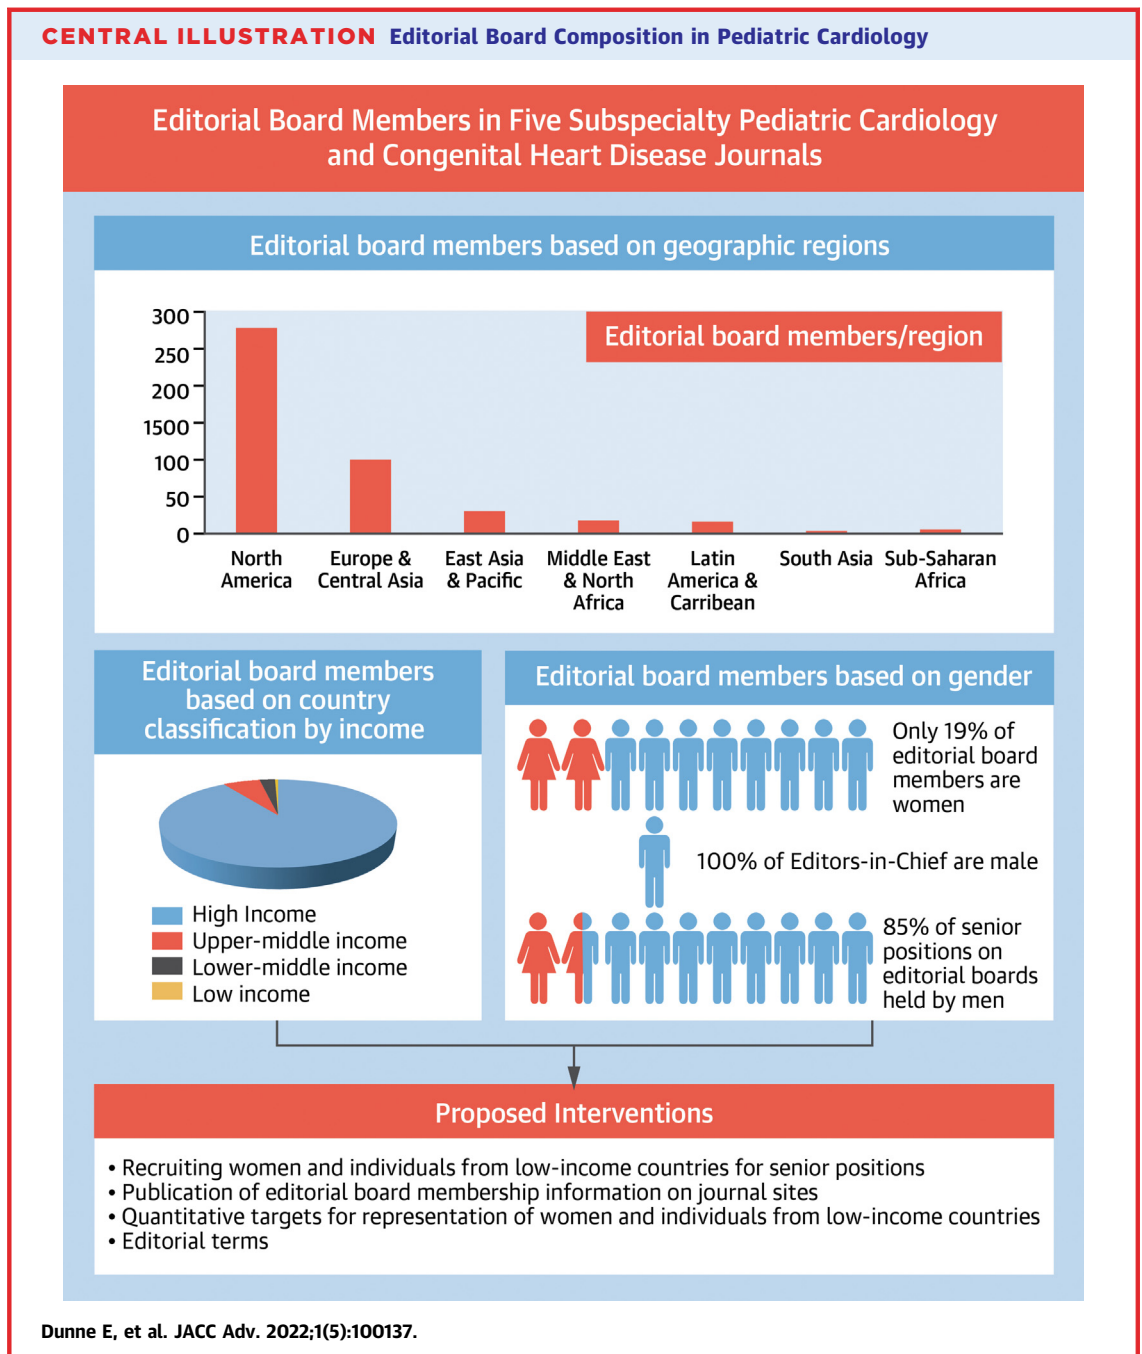 CENTRAL ILLUSTRATION Editorial Board Composition in Pediatric Cardiology
Editorial Board Members in Five Subspecialty Pediatric Cardiology
and Congenital Heart Disease Journals
Editorial board members based on geographic regions
Editorial board members/region
300
250
200
1500
100
50
0
North
America
Europe &
Central Asia
East Asia
& Pacific
Middle East
& North
Africa
Latin
America &
Carribean
South Asia
Sub-Saharan
Africa
Editorial board members
based on country
classification by income
High Income
Upper-middle income
Lower-middle income
Low income
Editorial board members based on gender
Only 19% of
editorial board
members are
women
100% of Editors-in-Chief are male
85% of senior
positions on
editorial boards
held by men
Proposed Interventions
• Recruiting women and individuals from low-income countries for senior positions
• Publication of editorial board membership information on journal sites
• Quantitative targets for representation of women and individuals from low-income countries
• Editorial terms
Dunne E, et al. JACC Adv. 2022;1(5):100137.